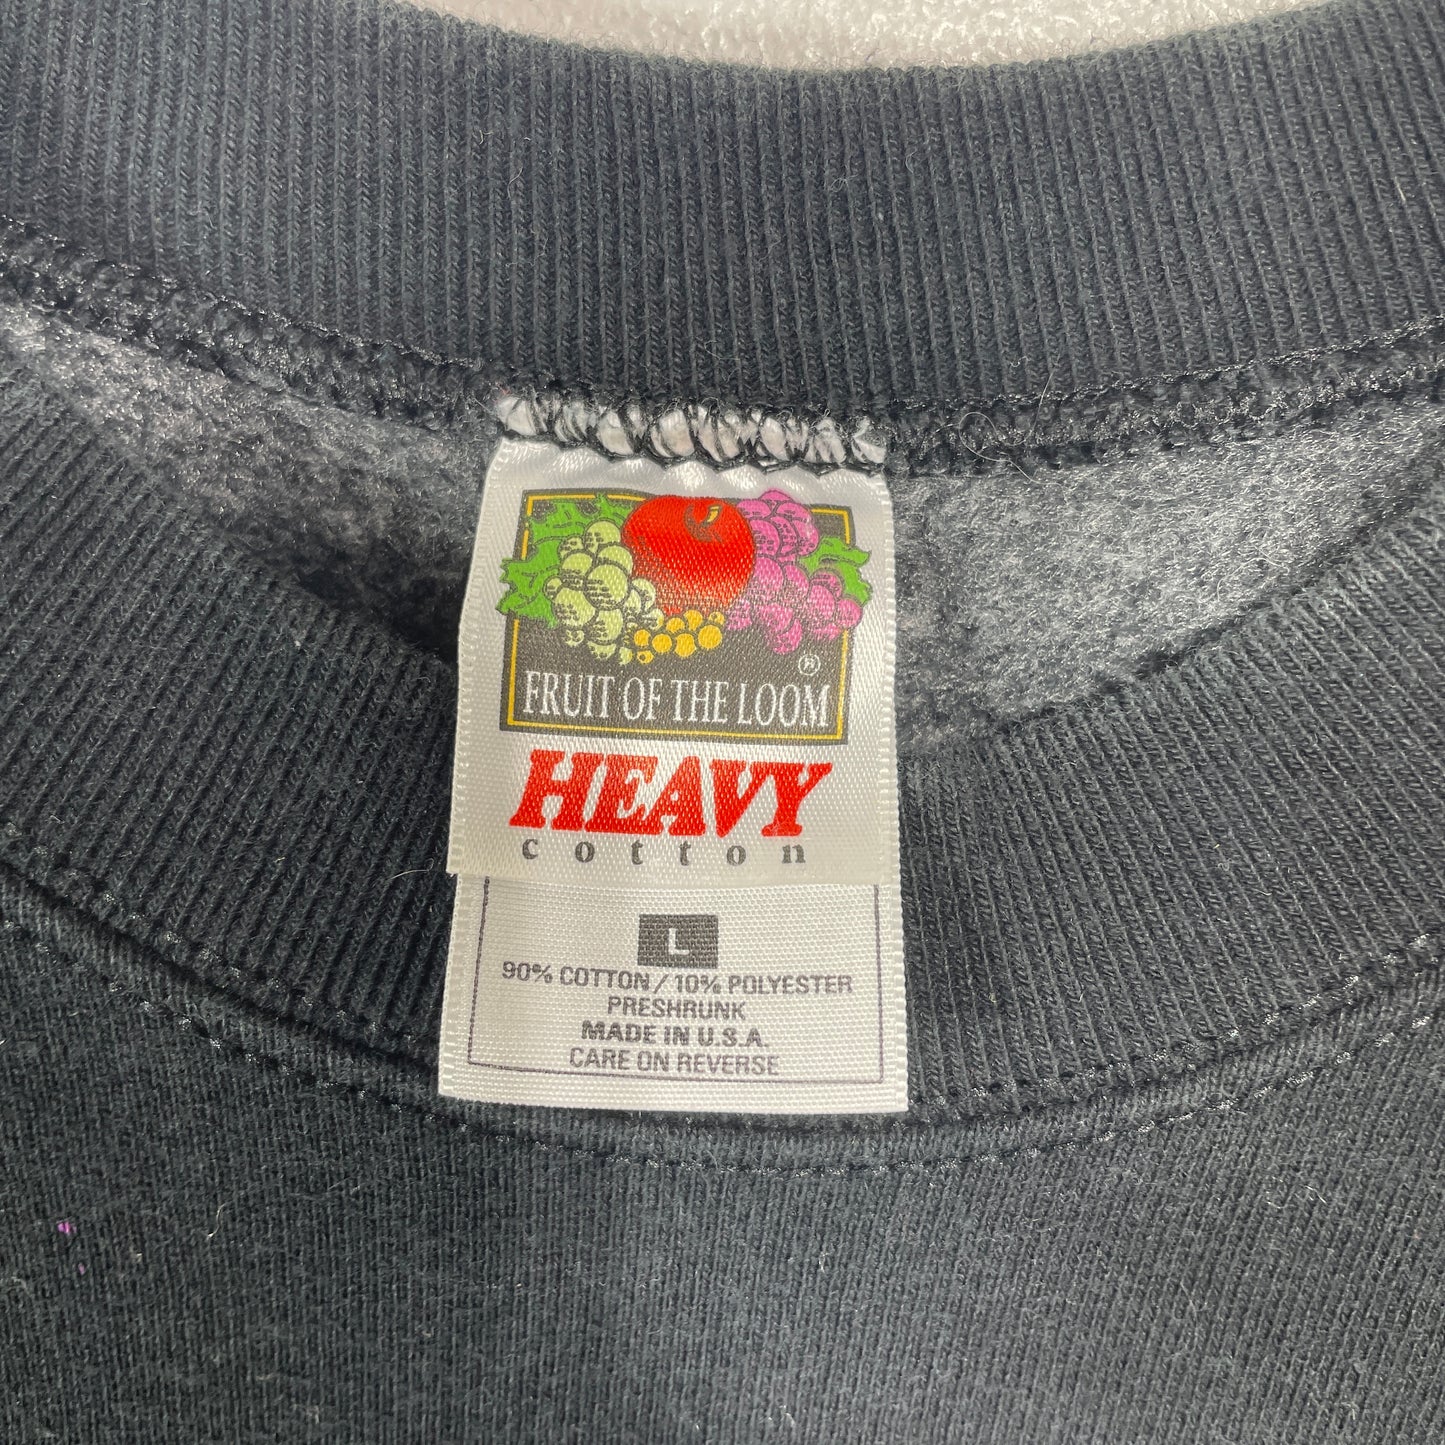 FRUIT OF THE LOOM ®
HEAVY
cotton
L
90% COTTON / 10% POLYESTER
PRESHRUNK
MADE IN U.S.A.
CARE ON REVERSE